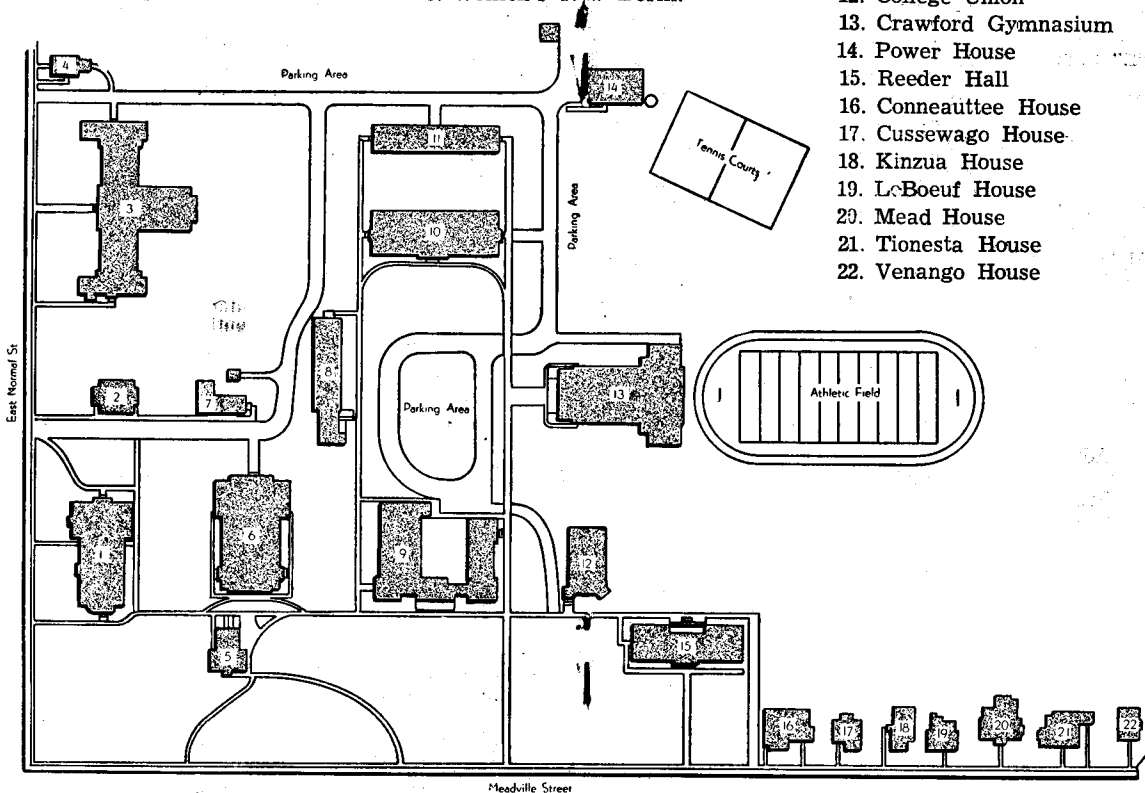 12. College Union
13. Crawford Gymnasium
14. Power House
15. Reeder Hall
16. Conneauttee House
17. Cussewago House
18. Kinzua House
19. LeBoeuf House
20. Mead House
21. Tionesta House
22. Venango House
4
Parking Area
14
11
Tennis Courts
3
10
Parking Area
East Normal St
2
7
8
Parking Area
13
Athletic Field
1
6
9
12
5
15
16
17
18
19
20
21
22
Meadville Street